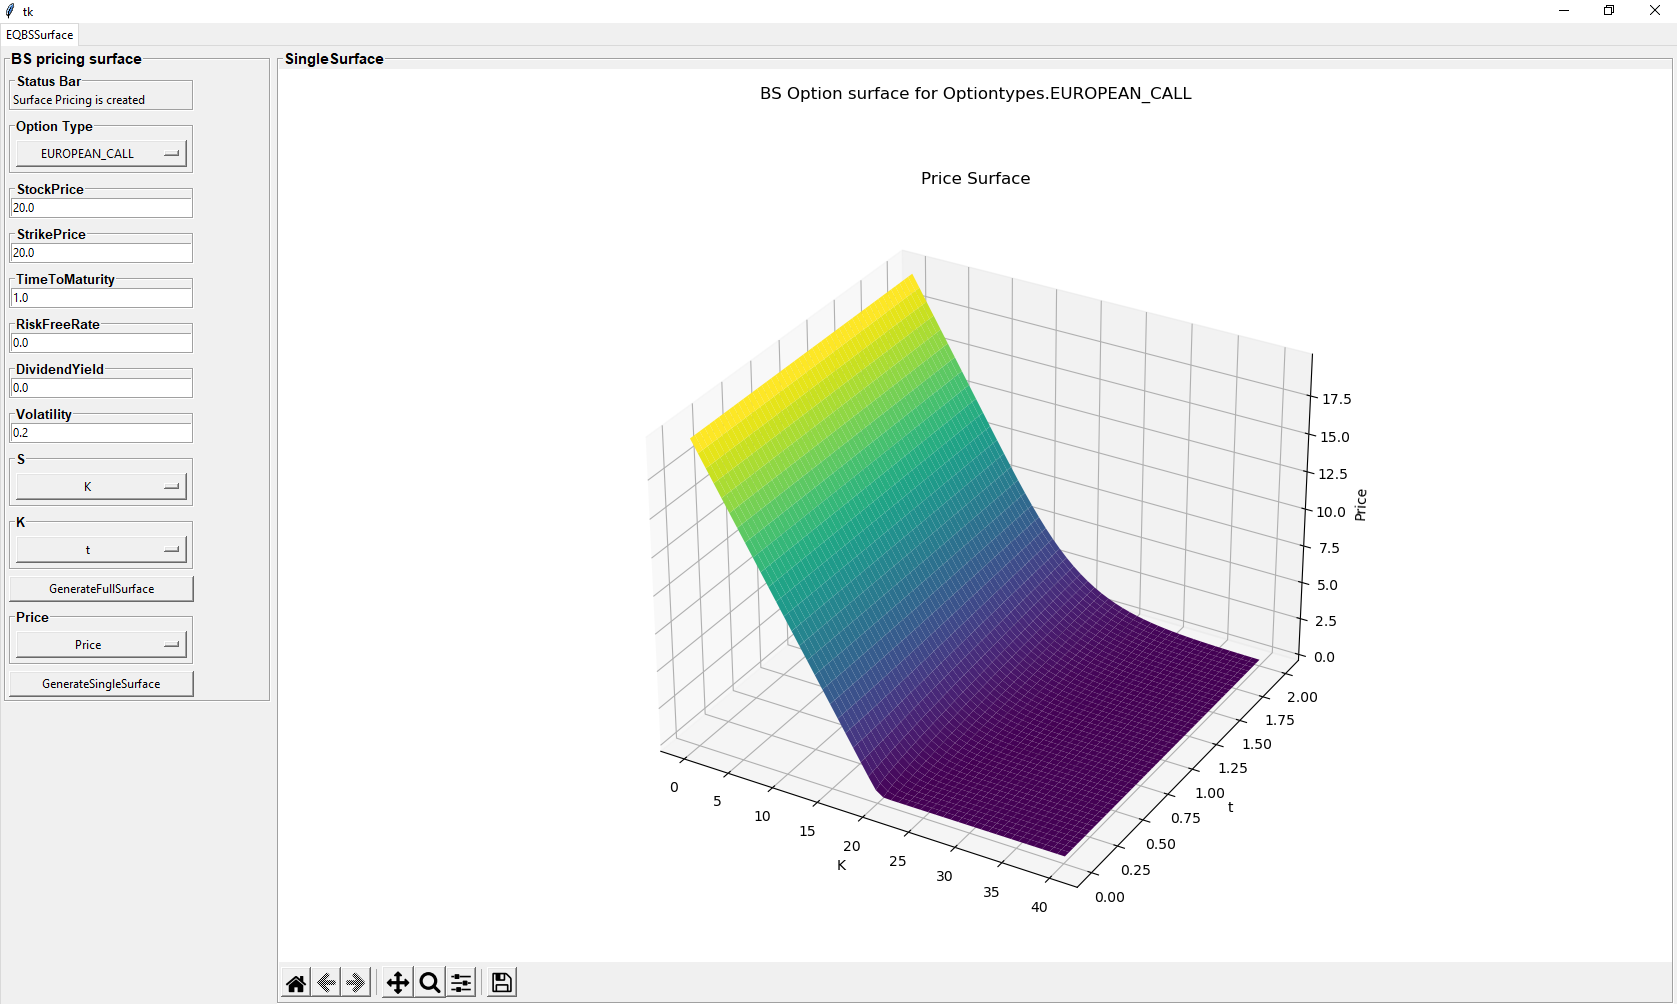 tk
EQBSSurface
BS pricing surface
Status Bar
Surface Pricing is created
Option Type
EUROPEAN_CALL
StockPrice
20.0
StrikePrice
20.0
TimeToMaturity
1.0
RiskFreeRate
0.0
DividendYield
0.0
Volatility
0.2
S
K
K
t
GenerateFullSurface
Price
Price
GenerateSingleSurface
SingleSurface
BS Option surface for Optiontypes.EUROPEAN_CALL
Price Surface
17.5
15.0
12.5
10.0
7.5
5.0
2.5
0.0
Price
2.00
1.75
1.50
1.25
1.00
0.75
0.50
0.25
0.00
t
0
5
10
15
20
25
30
35
40
K